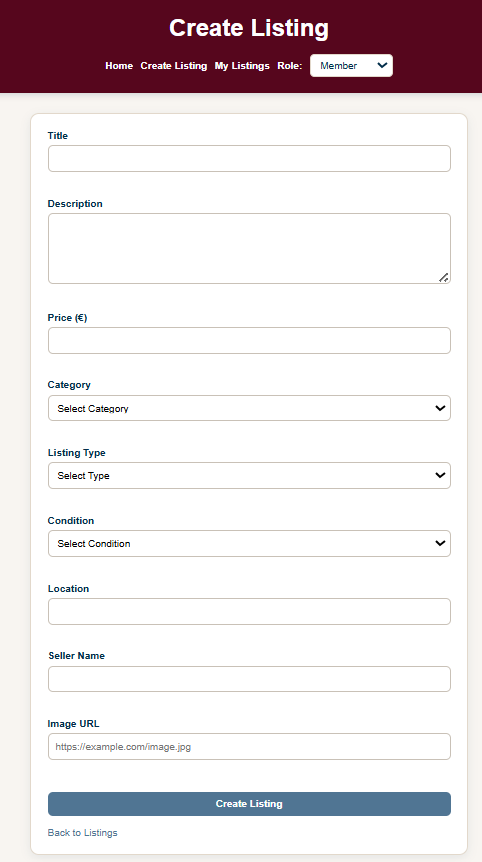 Create Listing
Home Create Listing My Listings Role: Member
Title
Description
Price (€)
Category
Select Category
Listing Type
Select Type
Condition
Select Condition
Location
Seller Name
Image URL
https://example.com/image.jpg
Create Listing
Back to Listings